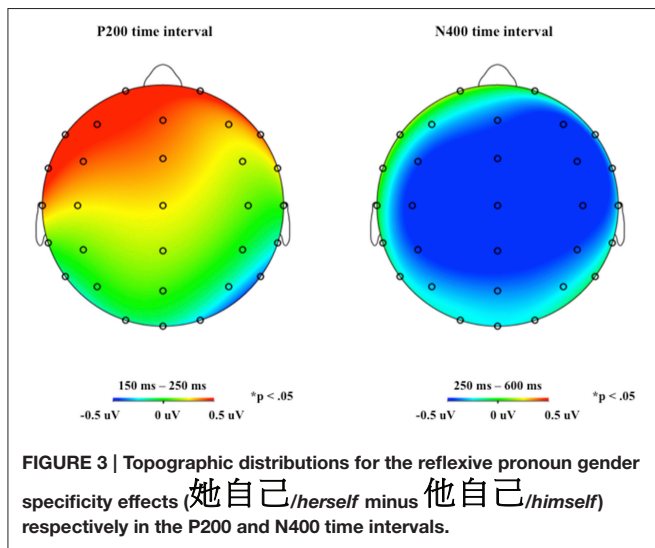 P200 time interval
N400 time interval
150 ms – 250 ms
*p < .05
-0.5 uV 0 uV 0.5 uV
250 ms – 600 ms
*p < .05
-0.5 uV 0 uV 0.5 uV
FIGURE 3 | Topographic distributions for the reflexive pronoun gender
specificity effects (她自己/herself minus 他自己/himself)
respectively in the P200 and N400 time intervals.